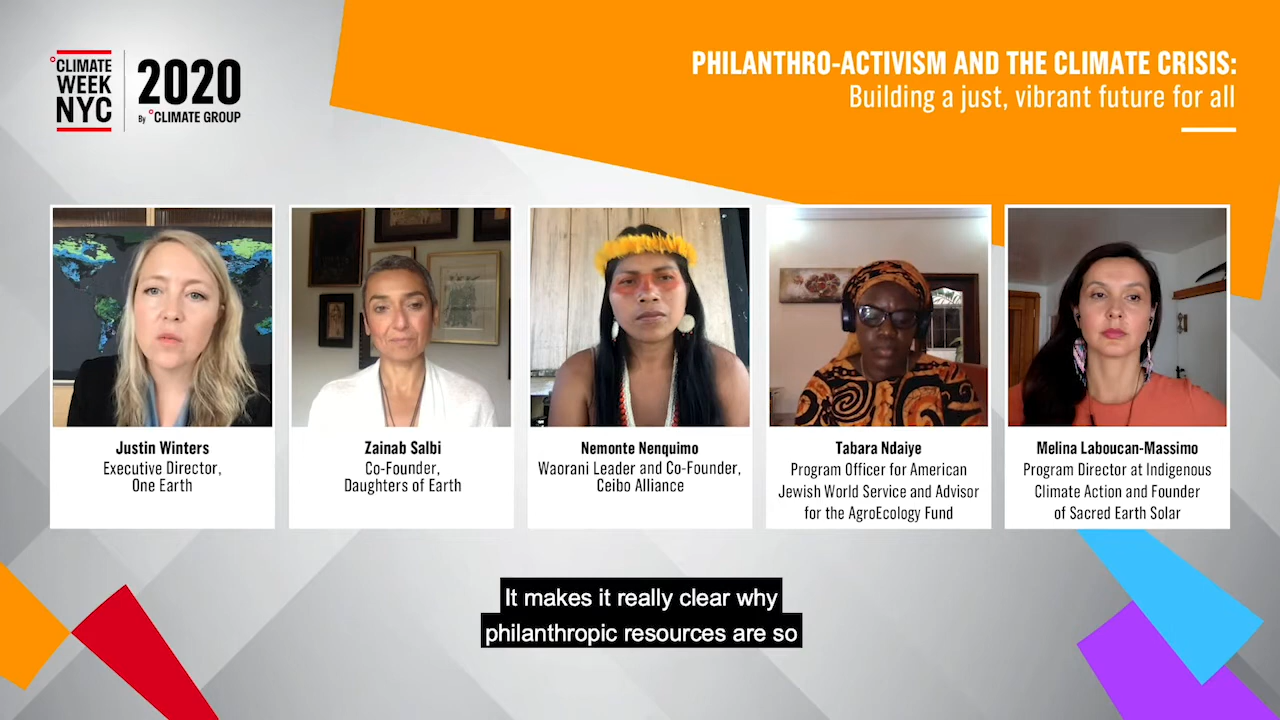 °CLIMATE
WEEK
NYC
2020
By °CLIMATE GROUP
PHILANTHRO-ACTIVISM AND THE CLIMATE CRISIS:
Building a just, vibrant future for all
Justin Winters
Executive Director,
One Earth
Zainab Salbi
Co-Founder,
Daughters of Earth
Nemonte Nenquimo
Waorani Leader and Co-Founder,
Ceibo Alliance
Tabara Ndaiye
Program Officer for American
Jewish World Service and Advisor
for the AgroEcology Fund
Melina Laboucan-Massimo
Program Director at Indigenous
Climate Action and Founder
of Sacred Earth Solar
It makes it really clear why
philanthropic resources are so